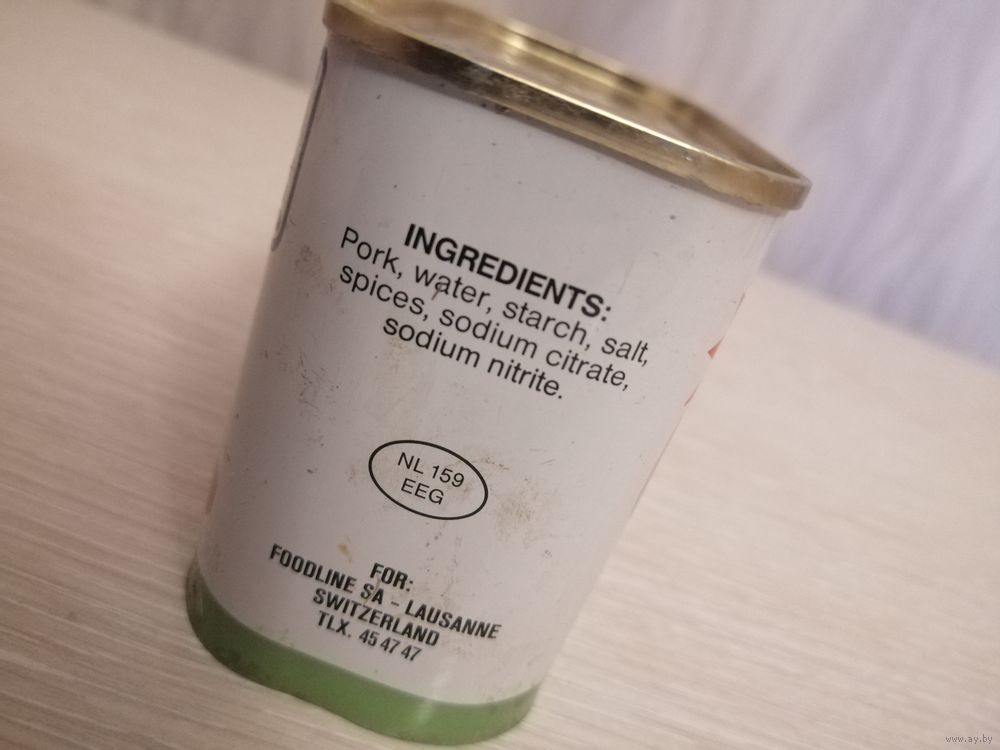 INGREDIENTS:
Pork, water, starch, salt,
spices, sodium citrate,
sodium nitrite.
NL 159
EEG
FOR:
FOODLINE SA - LAUSANNE
SWITZERLAND
TLX. 45 47 47
www.ay.by